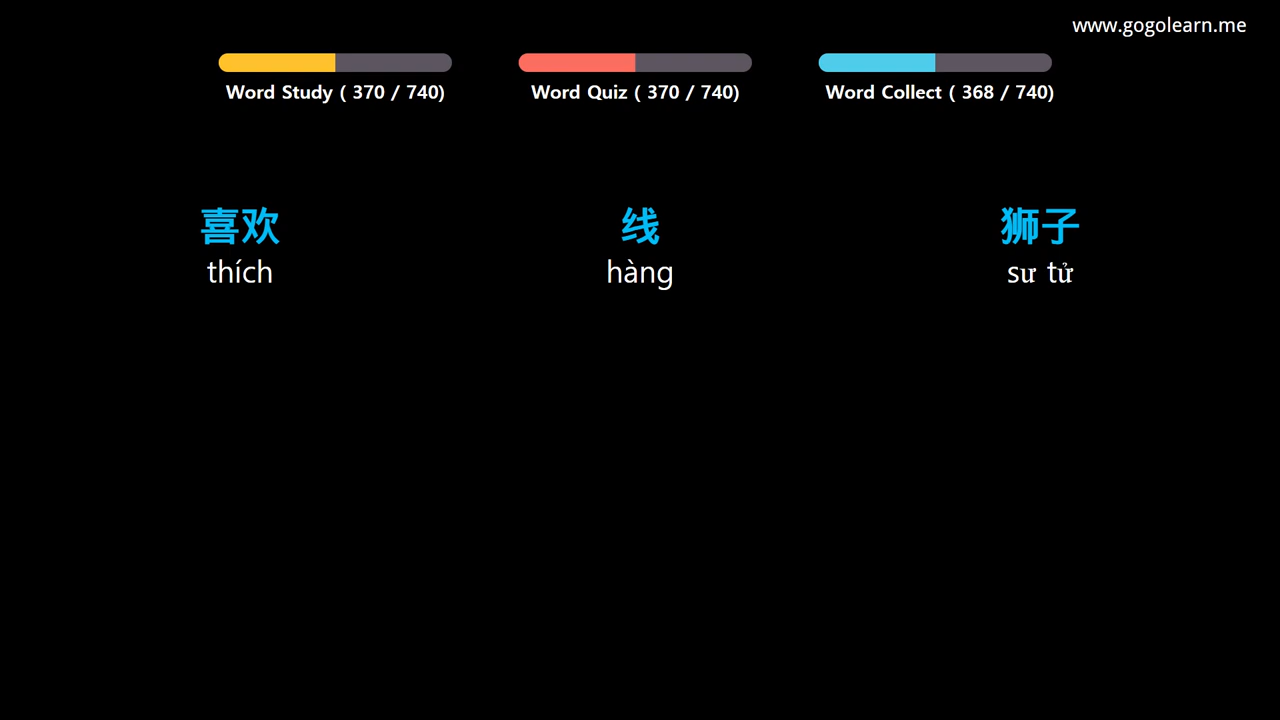 www.gogolearn.me
Word Study ( 370 / 740)
Word Quiz ( 370 / 740)
Word Collect ( 368 / 740)
喜欢
线
狮子
thích
hàng
sư tử